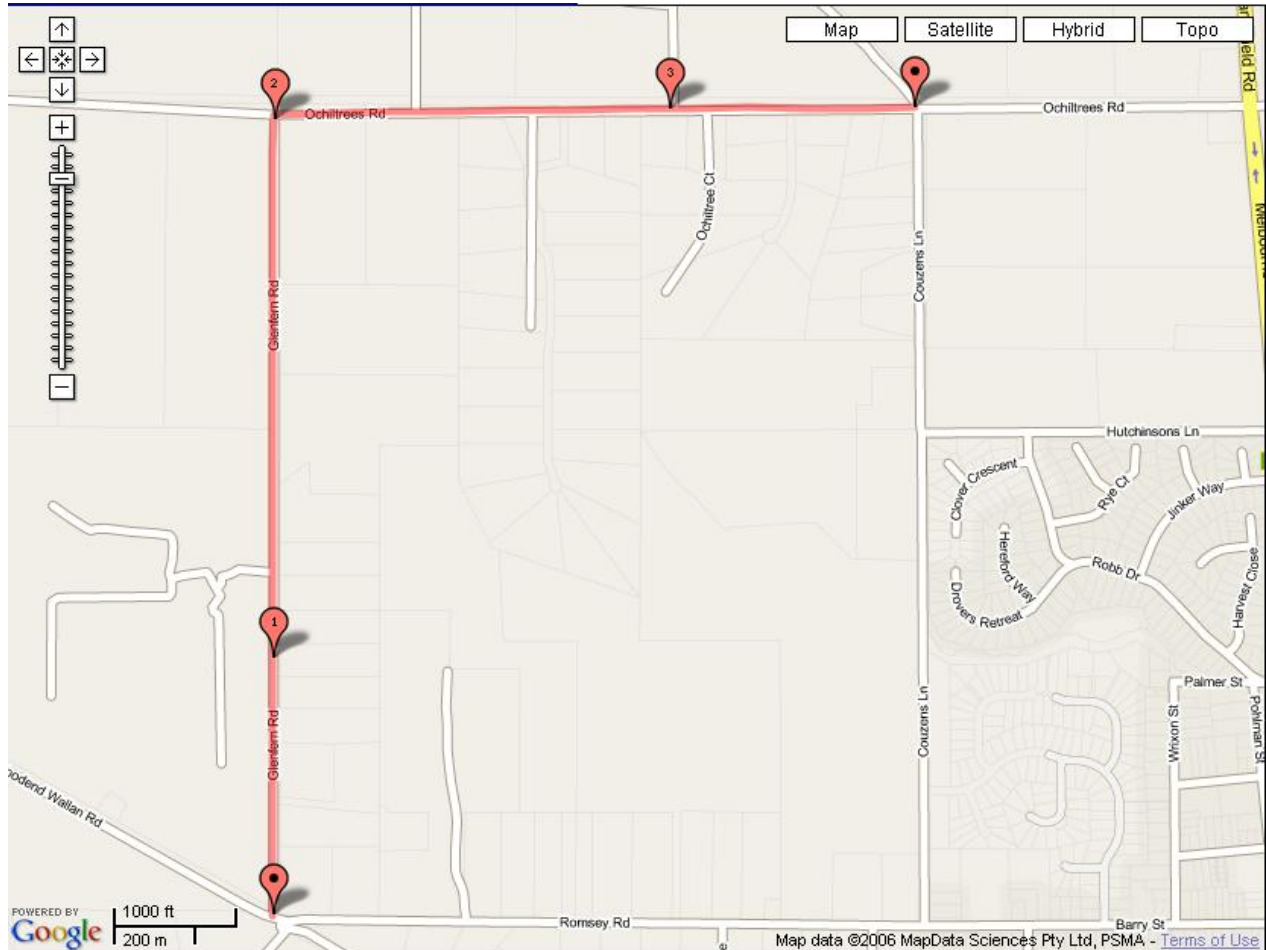 Map
Satellite
Hybrid
Topo
2
3
Ochiltrees Rd
Ochiltrees Rd
Ochiltree Ct
Glenfern Rd
Couzens Ln
Hutchinsons Ln
Clover Crescent
Rye Ct
Jinker Way
Hereford Way
Robb Dr
Harvest Close
Drovers Retreat
1
Palmer St
Pohlman St
Wrixon St
Glenfern Rd
Couzens Ln
Wallan Rd
Romsey Rd
Barry St
POWERED BY
Google
1000 ft
200 m
Map data ©2006 MapData Sciences Pty Ltd, PSMA - Terms of Use